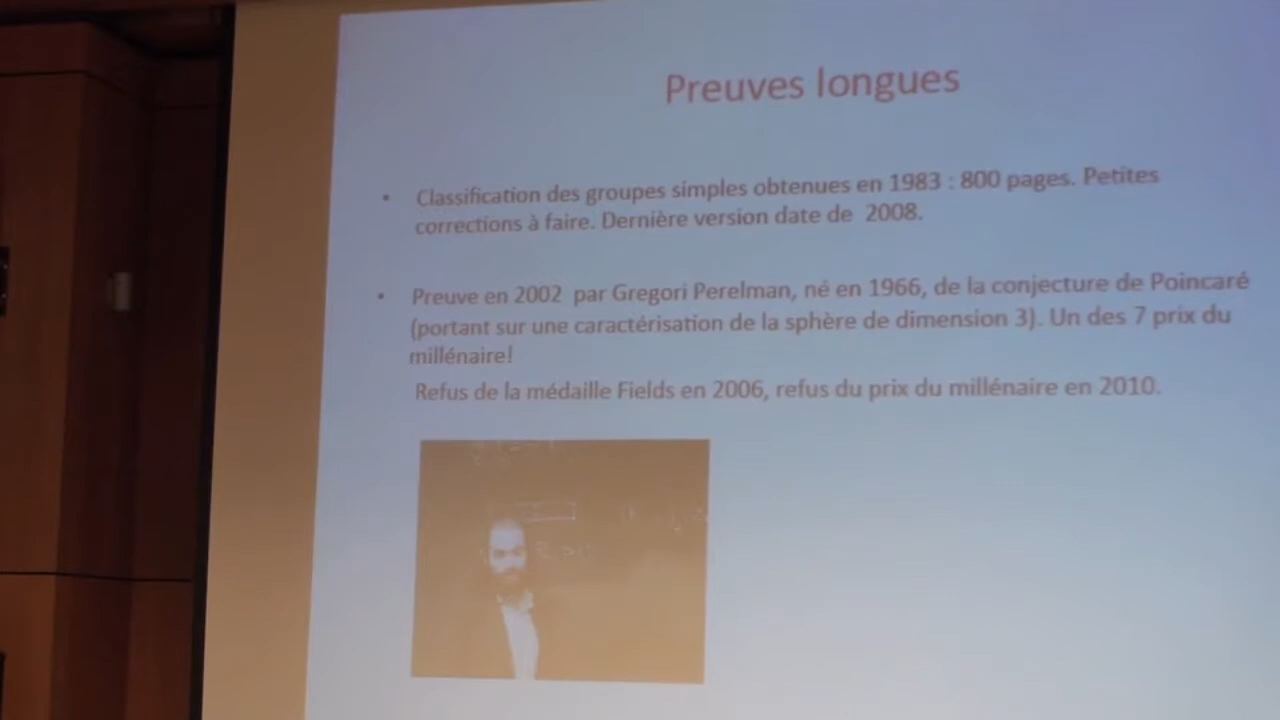 Preuves longues
• Classification des groupes simples obtenues en 1983 : 800 pages. Petites
corrections à faire. Dernière version date de 2008.
• Preuve en 2002 par Gregori Perelman, né en 1966, de la conjecture de Poincaré
(portant sur une caractérisation de la sphère de dimension 3). Un des 7 prix du
millénaire!
Refus de la médaille Fields en 2006, refus du prix du millénaire en 2010.